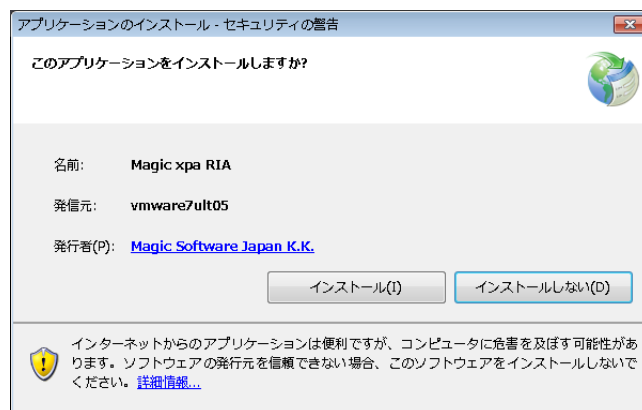 アプリケーションのインストール - セキュリティの警告
このアプリケーションをインストールしますか?
名前: Magic xpa RIA
発信元: vmware7ult05
発行者(P): Magic Software Japan K.K.
インストール(I) インストールしない(D)
インターネットからのアプリケーションは便利ですが、コンピュータに危害を及ぼす可能性があ
ります。ソフトウェアの発行元を信頼できない場合、このソフトウェアをインストールしないで
ください。詳細情報...